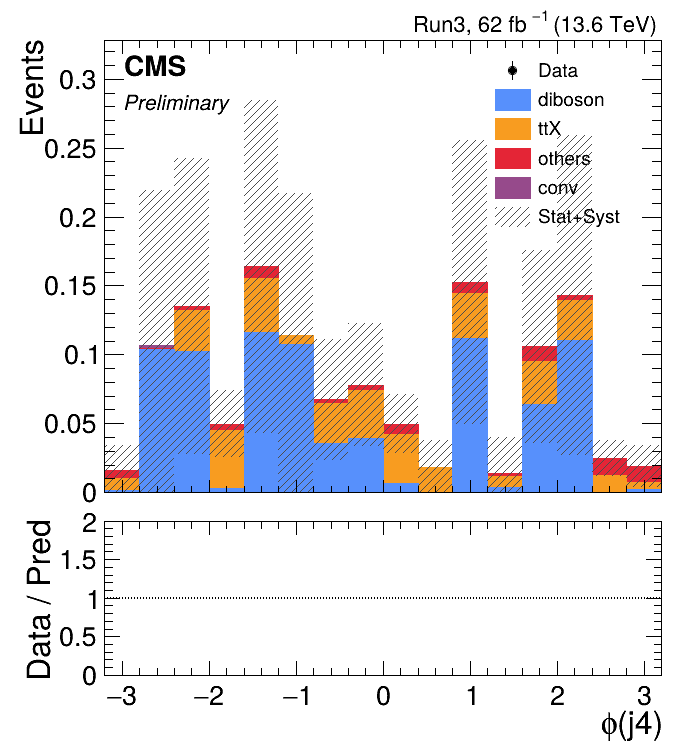 Run3, 62 fb⁻¹ (13.6 TeV)
CMS
Preliminary
Events
Data
diboson
ttX
others
conv
Stat+Syst
0.3
0.25
0.2
0.15
0.1
0.05
0
Data / Pred
2
1.5
1
0.5
0
−3 −2 −1 0 1 2 3
ϕ(j4)